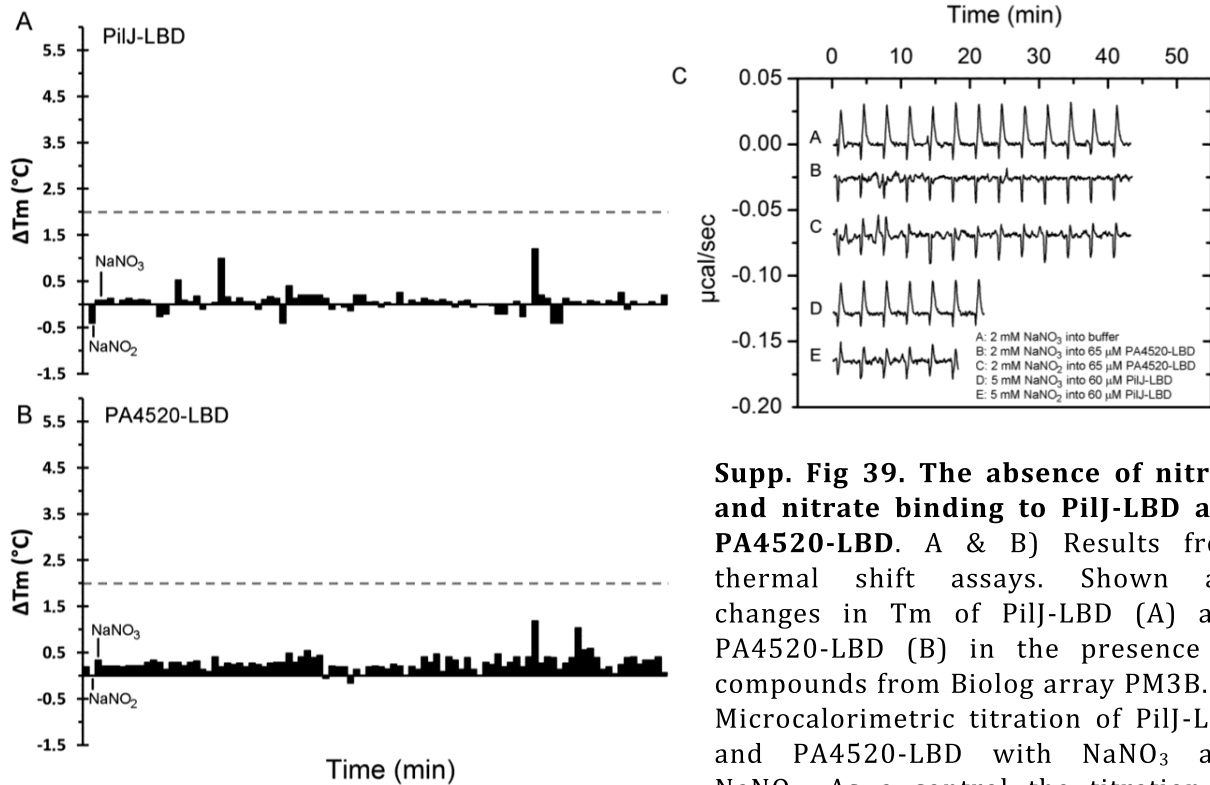 A
PilJ-LBD
5.5
4.5
3.5
2.5
1.5
0.5
-0.5
-1.5
ΔTm (°C)
NaNO₃
NaNO₂
B
PA4520-LBD
5.5
4.5
3.5
2.5
1.5
0.5
-0.5
-1.5
ΔTm (°C)
NaNO₃
NaNO₂
Time (min)
C
Time (min)
0 10 20 30 40 50
0.05
0.00
-0.05
-0.10
-0.15
-0.20
µcal/sec
A
B
C
D
E
A: 2 mM NaNO₃ into buffer
B: 2 mM NaNO₃ into 65 µM PA4520-LBD
C: 2 mM NaNO₂ into 65 µM PA4520-LBD
D: 5 mM NaNO₃ into 60 µM PilJ-LBD
E: 5 mM NaNO₂ into 60 µM PilJ-LBD
Supp. Fig 39. The absence of nitr
and nitrate binding to PilJ-LBD a
PA4520-LBD. A & B) Results fr
thermal shift assays. Shown a
changes in Tm of PilJ-LBD (A) a
PA4520-LBD (B) in the presence
compounds from Biolog array PM3B.
Microcalorimetric titration of PilJ-L
and PA4520-LBD with NaNO₃ a